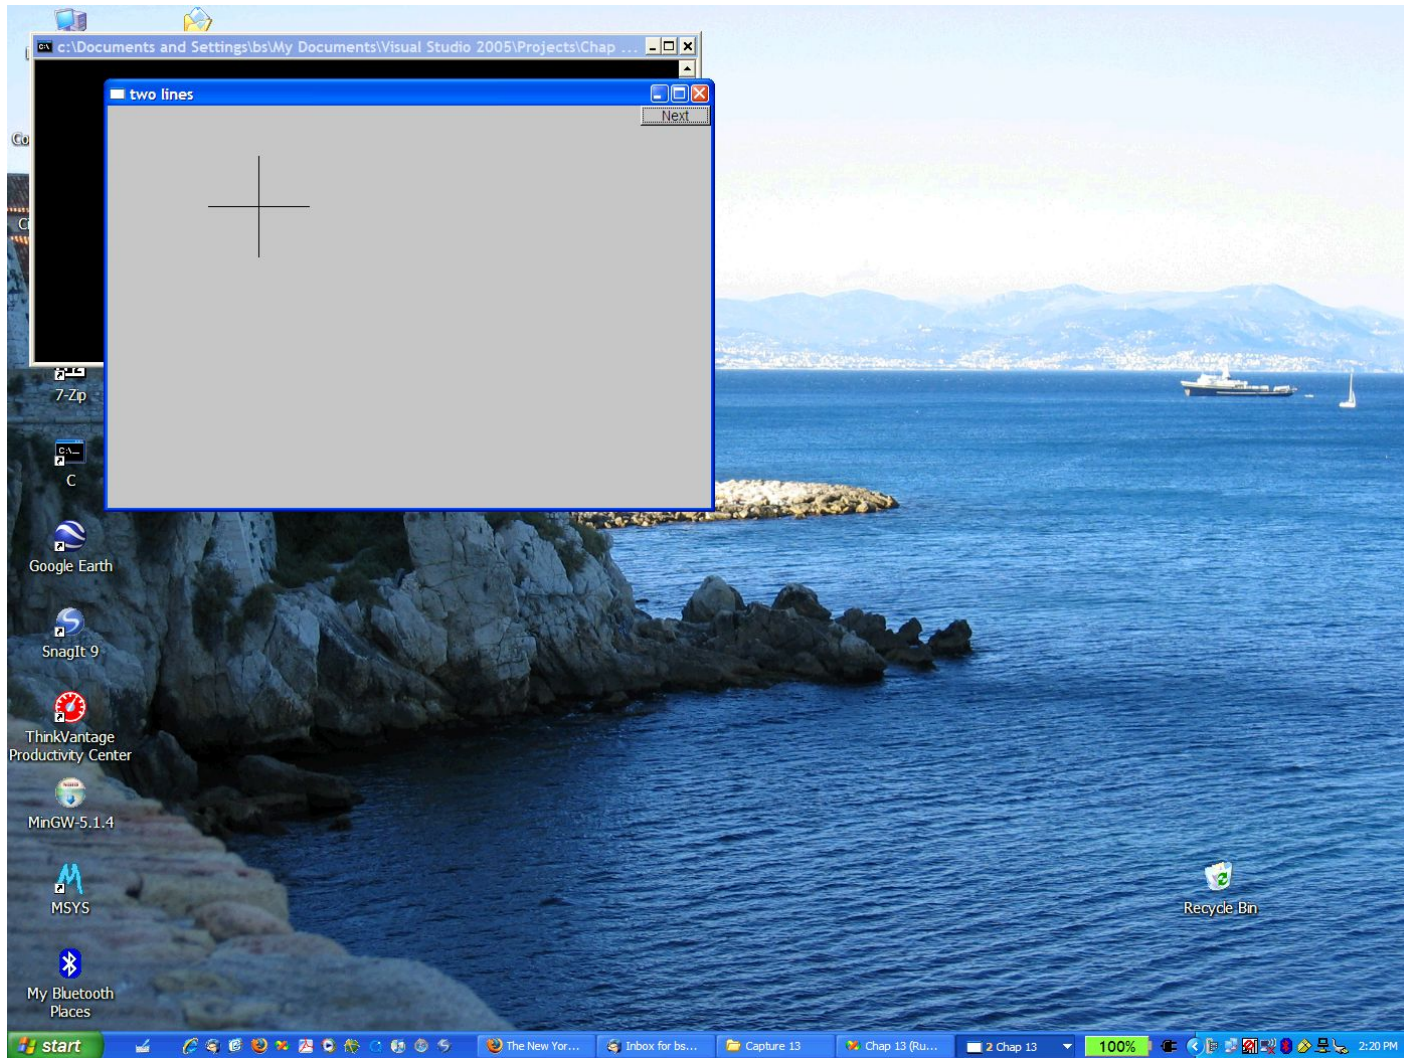 c:\Documents and Settings\bs\My Documents\Visual Studio 2005\Projects\Chap ...
two lines
Next
Co
Ci
7-Zip
C:\_
C
Google Earth
SnagIt 9
ThinkVantage
Productivity Center
MinGW-5.1.4
MSYS
My Bluetooth
Places
Recycle Bin
start
The New Yor...
Inbox for bs...
Capture 13
Chap 13 (Ru...
2 Chap 13
100%
2:20 PM